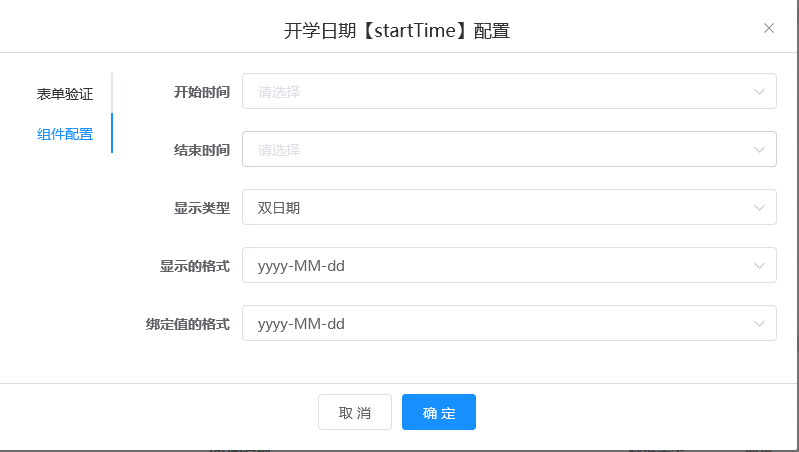 开学日期【startTime】配置
表单验证
组件配置
开始时间 请选择
结束时间 请选择
显示类型 双日期
显示的格式 yyyy-MM-dd
绑定值的格式 yyyy-MM-dd
取 消 确 定